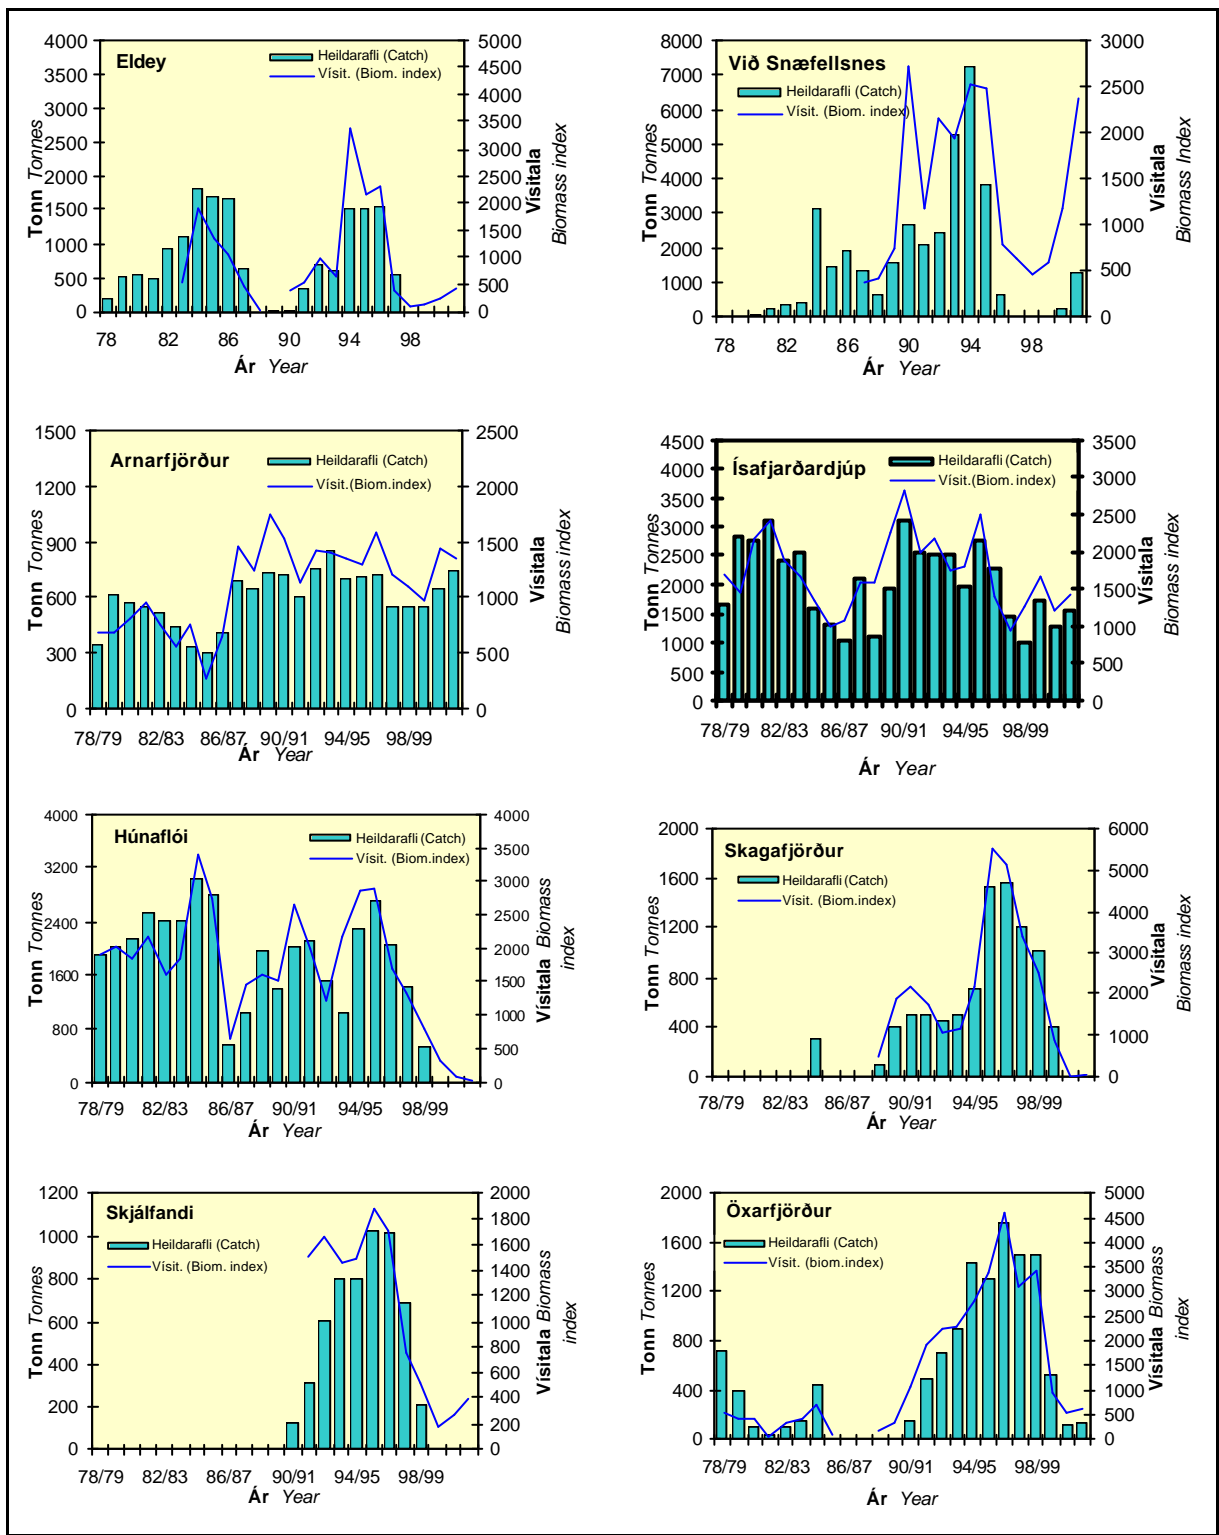 Eldey
Heildarafli (Catch)
Vísit. (Biom. index)
4000
3500
3000
2500
2000
1500
1000
500
0
5000
4500
4000
3500
3000
2500
2000
1500
1000
500
0
Tonn Tonnes
Vísitala
Biomass index
78 82 86 90 94 98
Ár Year
Við Snæfellsnes
Heildarafli (Catch)
Vísit. (Biom. index)
8000
7000
6000
5000
4000
3000
2000
1000
0
3000
2500
2000
1500
1000
500
0
Tonn Tonnes
Vísitala
Biomass Index
78 82 86 90 94 98
Ár Year
Arnarfjörður
Heildarafli (Catch)
Vísit.(Biom.index)
1500
1200
900
600
300
0
2500
2000
1500
1000
500
0
Tonn Tonnes
Vísitala
Biomass index
78/79 82/83 86/87 90/91 94/95 98/99
Ár Year
Ísafjarðardjúp
Heildarafli (Catch)
Vísit.(Biom. index)
4500
4000
3500
3000
2500
2000
1500
1000
500
0
3500
3000
2500
2000
1500
1000
500
0
Tonn Tonnes
Vísitala
Biomass index
78/79 82/83 86/87 90/91 94/95 98/99
Ár Year
Húnaflói
Heildarafli (Catch)
Vísit. (Biom.index)
4000
3200
2400
1600
800
0
4000
3500
3000
2500
2000
1500
1000
500
0
Tonn Tonnes
Vísitala Biomass
index
78/79 82/83 86/87 90/91 94/95 98/99
Ár Year
Skagafjörður
Heildarafli (Catch)
Vísit. (Biom.index)
2000
1600
1200
800
400
0
6000
5000
4000
3000
2000
1000
0
Tonn Tonnes
Vísitala
Biomass index
78/79 82/83 86/87 90/91 94/95 98/99
Ár Year
Skjálfandi
Heildarafli (Catch)
Vísit. (Biom. index)
1200
1000
800
600
400
200
0
2000
1800
1600
1400
1200
1000
800
600
400
200
0
Tonn Tonnes
Vísitala Biomass
index
78/79 82/83 86/87 90/91 94/95 98/99
Ár Year
Öxarfjörður
Heildarafli (Catch)
Vísit. (biom.index)
2000
1600
1200
800
400
0
5000
4500
4000
3500
3000
2500
2000
1500
1000
500
0
Tonn Tonnes
Vísitala Biomass
index
78/79 82/83 86/87 90/91 94/95 98/99
Ár Year